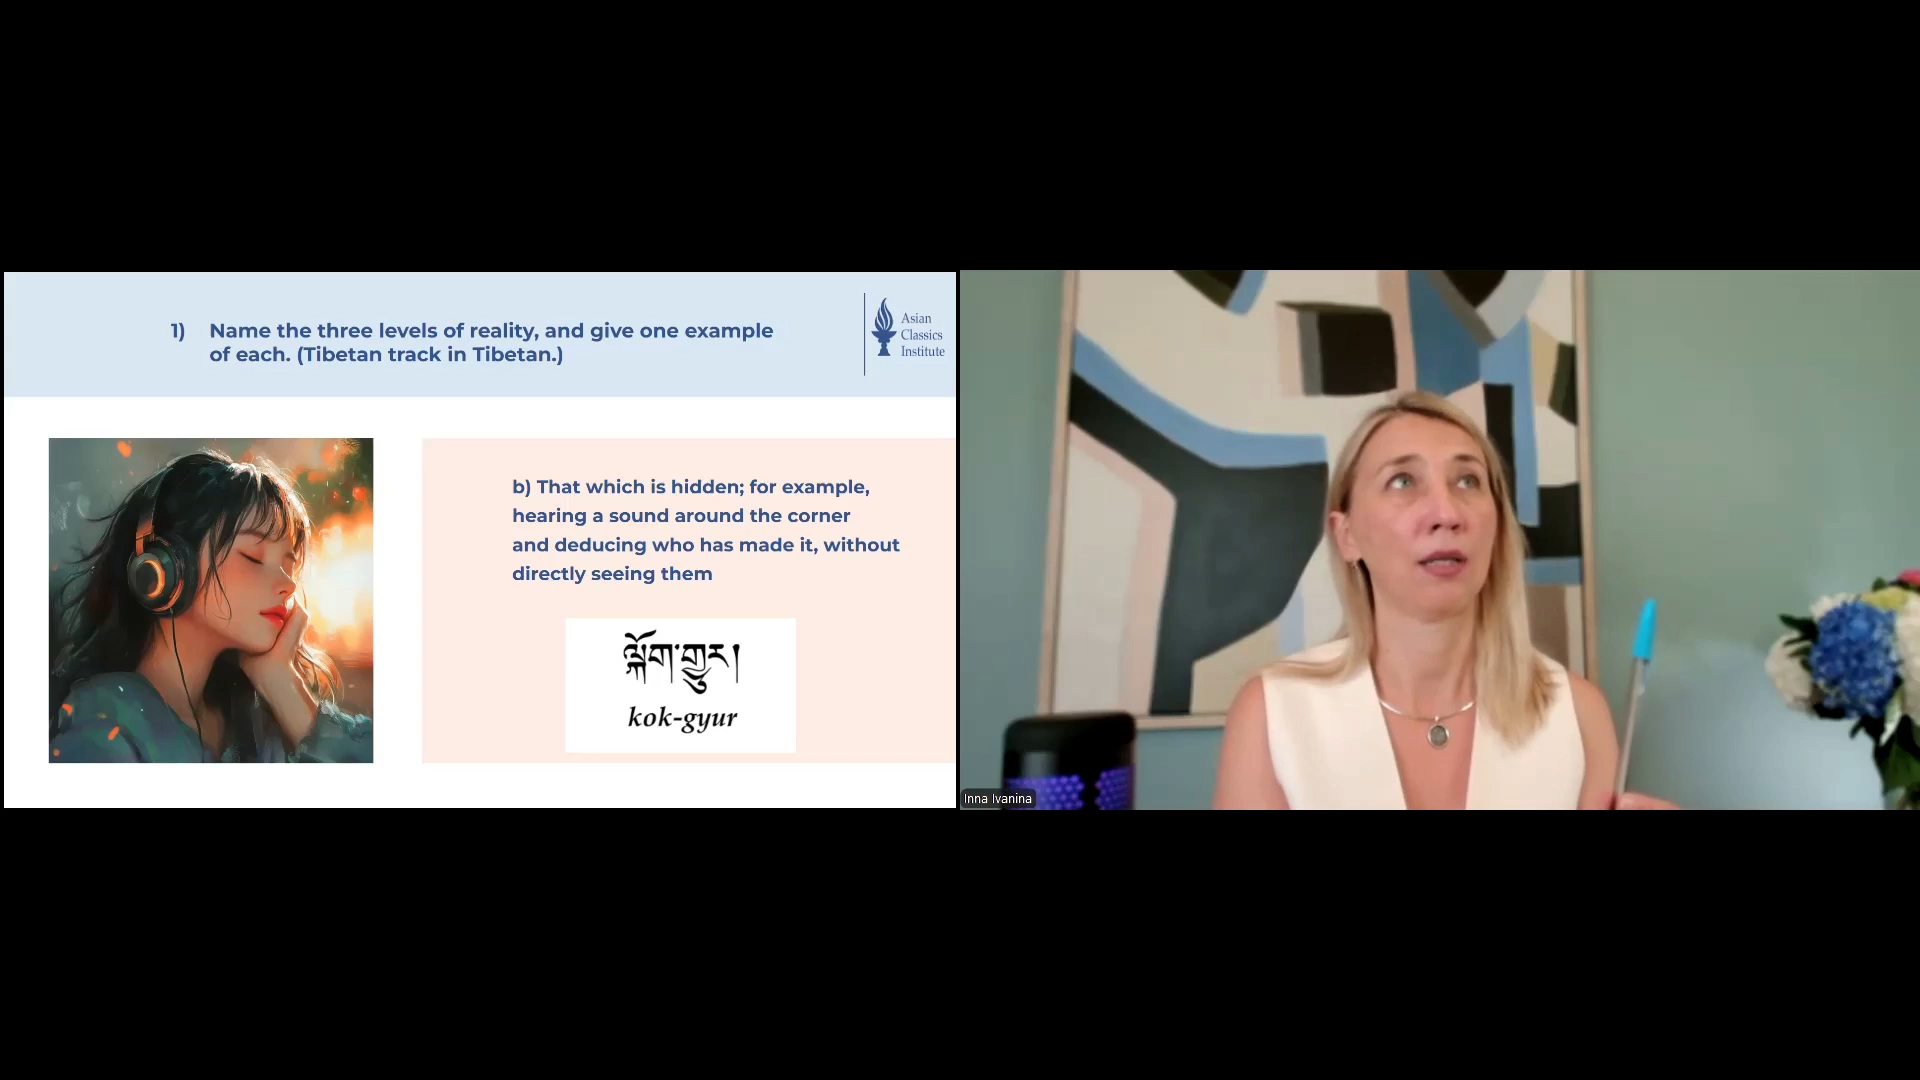 1) Name the three levels of reality, and give one example
of each. (Tibetan track in Tibetan.)
Asian
Classics
Institute
b) That which is hidden; for example,
hearing a sound around the corner
and deducing who has made it, without
directly seeing them
ལྐོག་གྱུར།
kok-gyur
Inna Ivanina